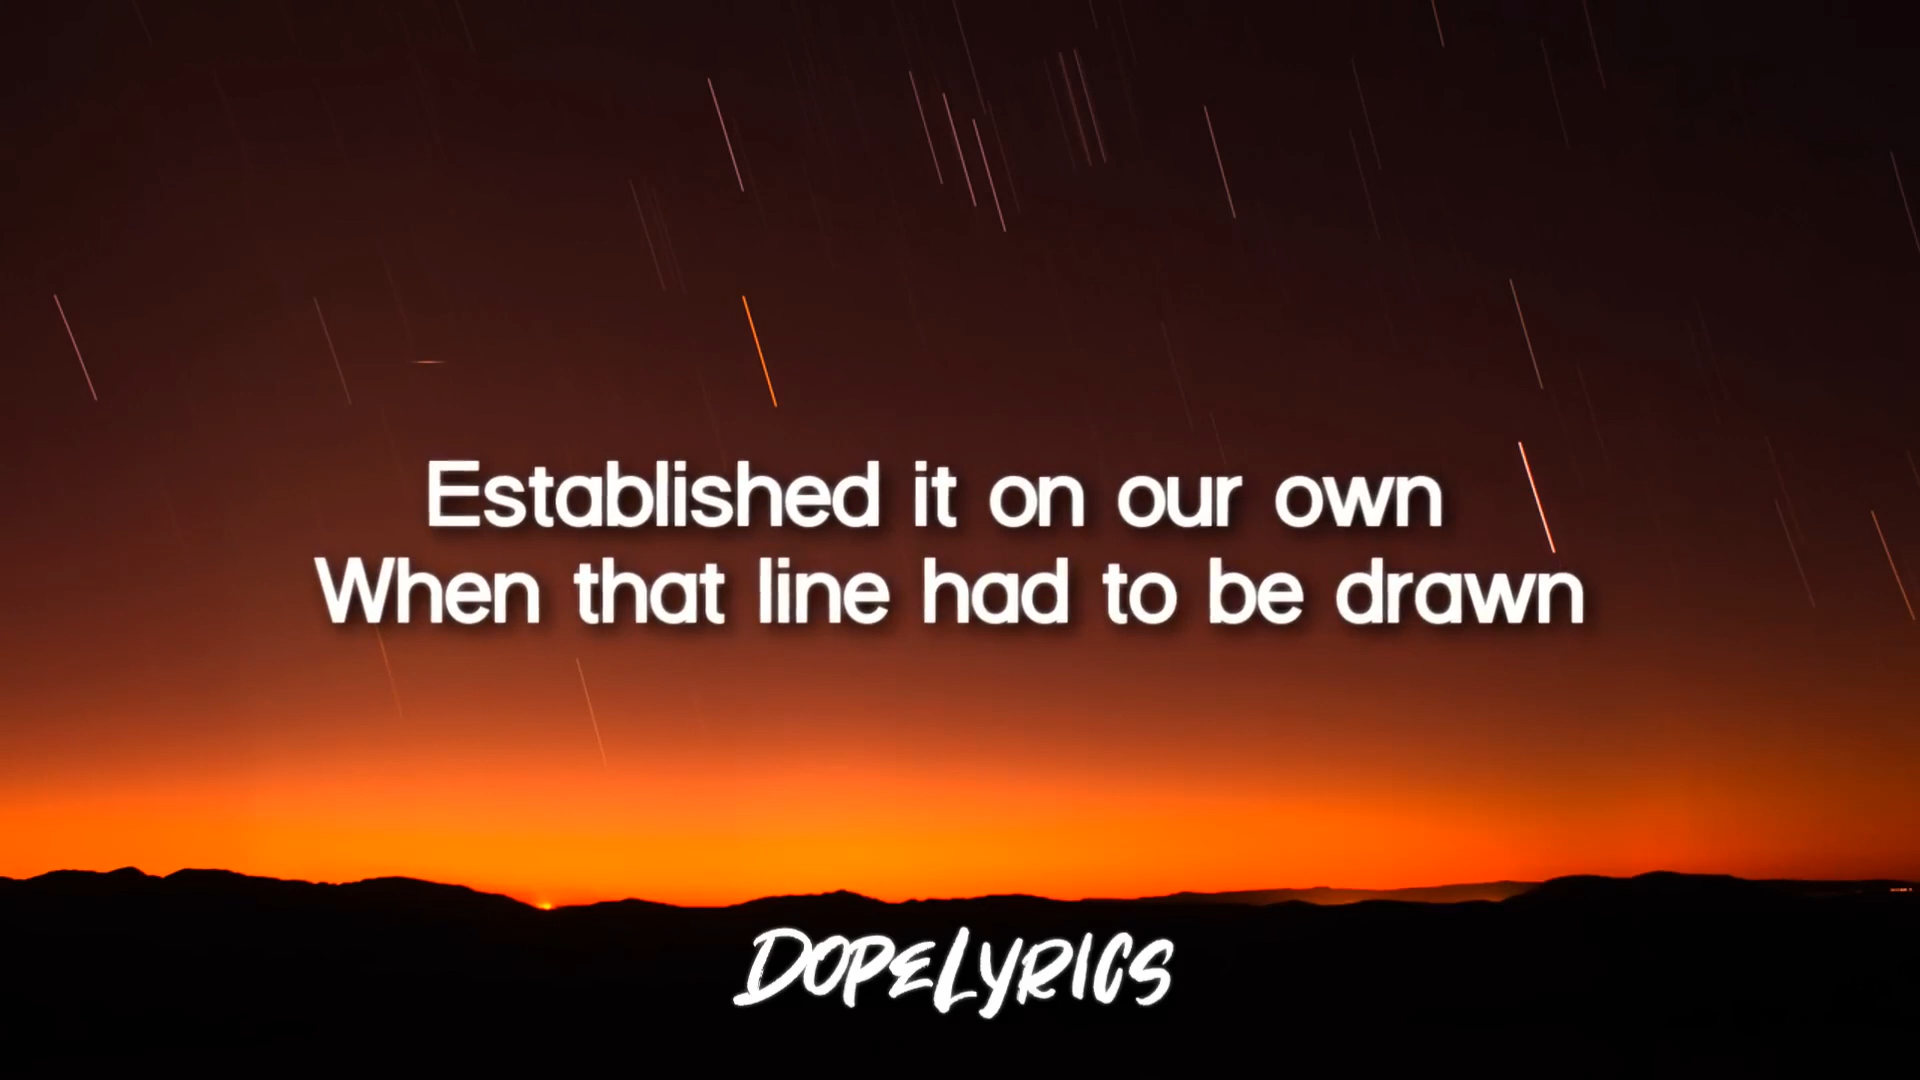 Established it on our own
When that line had to be drawn
DopeLyrics